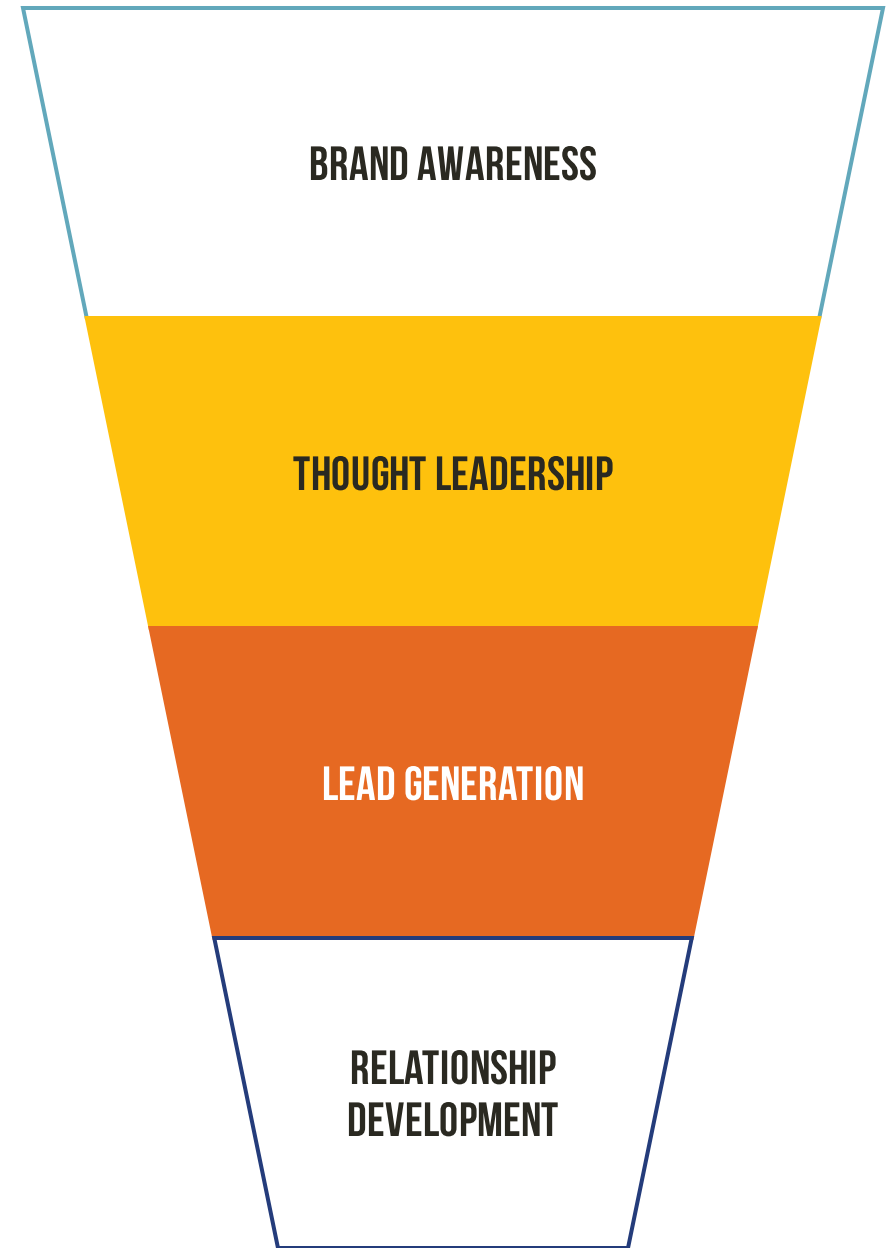 BRAND AWARENESS
THOUGHT LEADERSHIP
LEAD GENERATION
RELATIONSHIP
DEVELOPMENT